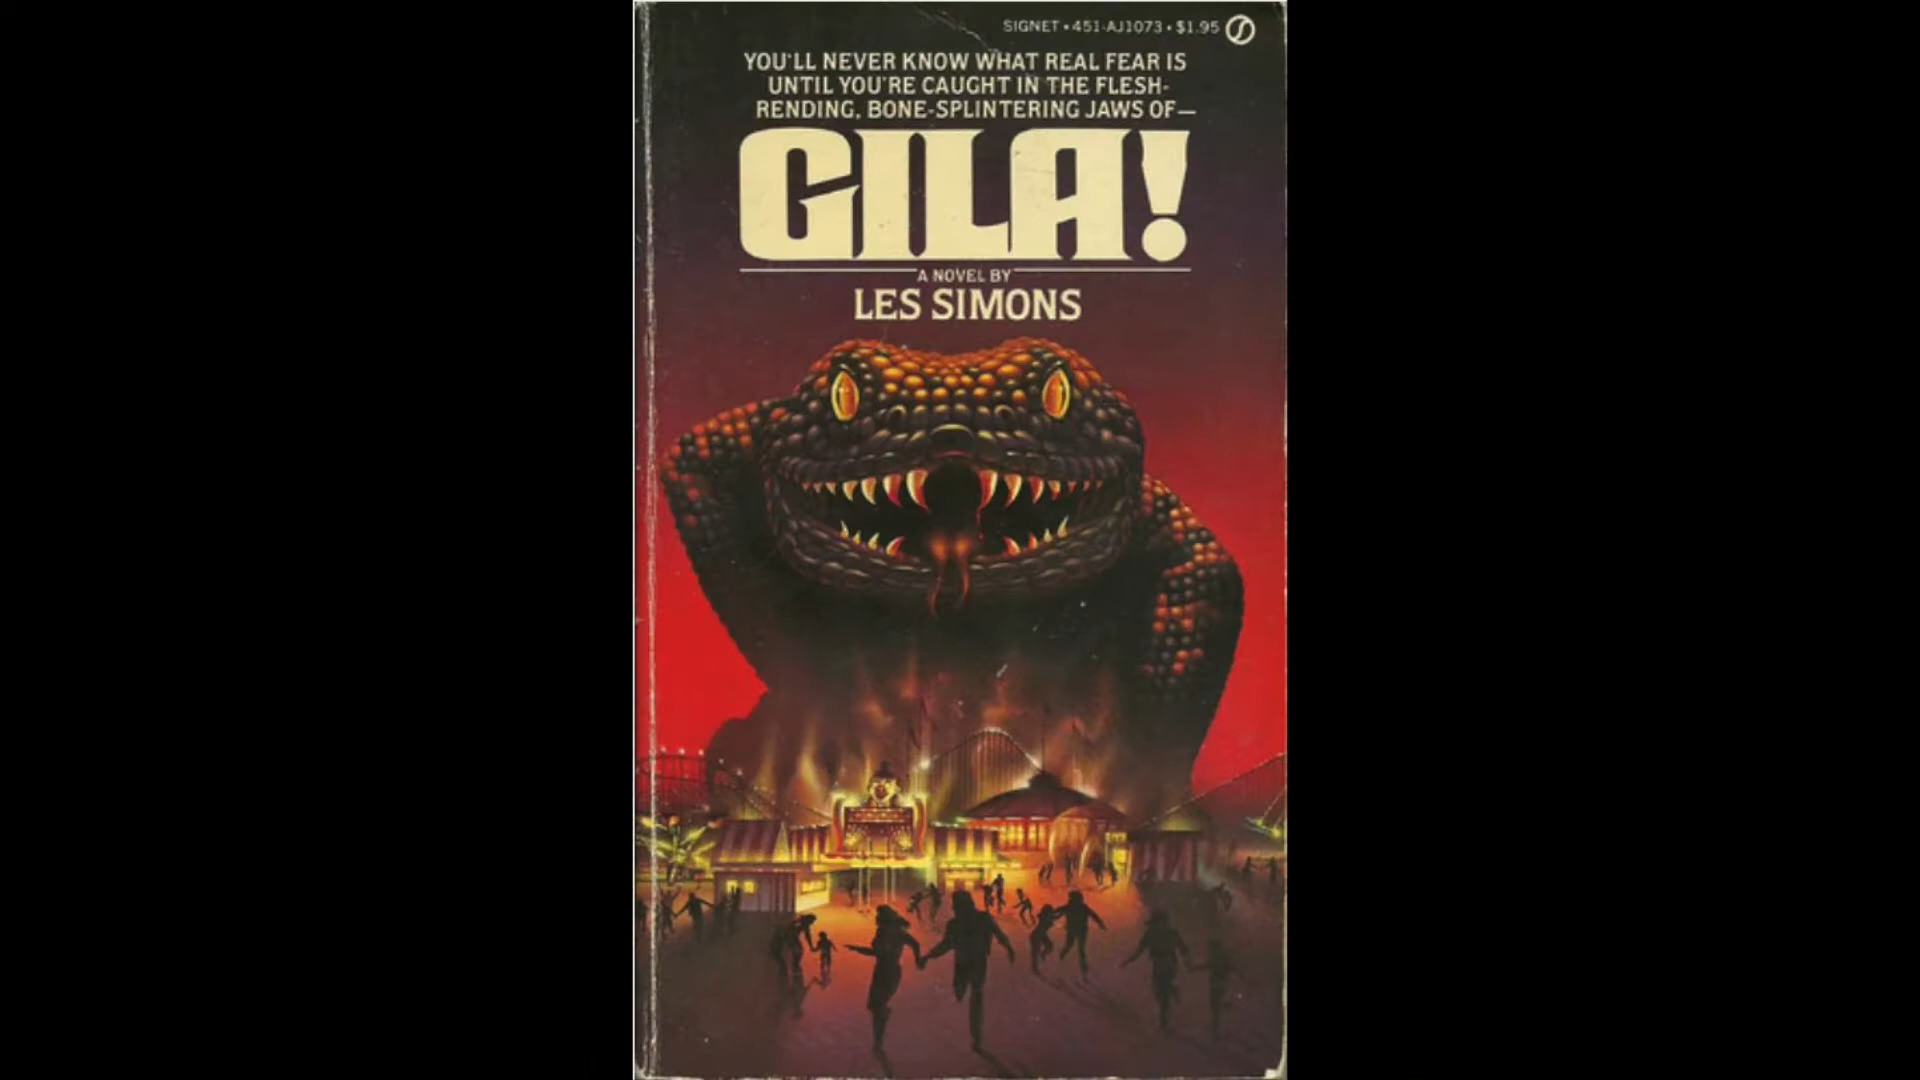 SIGNET • 451-AJ1073 • $1.95
YOU'LL NEVER KNOW WHAT REAL FEAR IS
UNTIL YOU'RE CAUGHT IN THE FLESH-
RENDING, BONE-SPLINTERING JAWS OF—
GILA!
A NOVEL BY
LES SIMONS